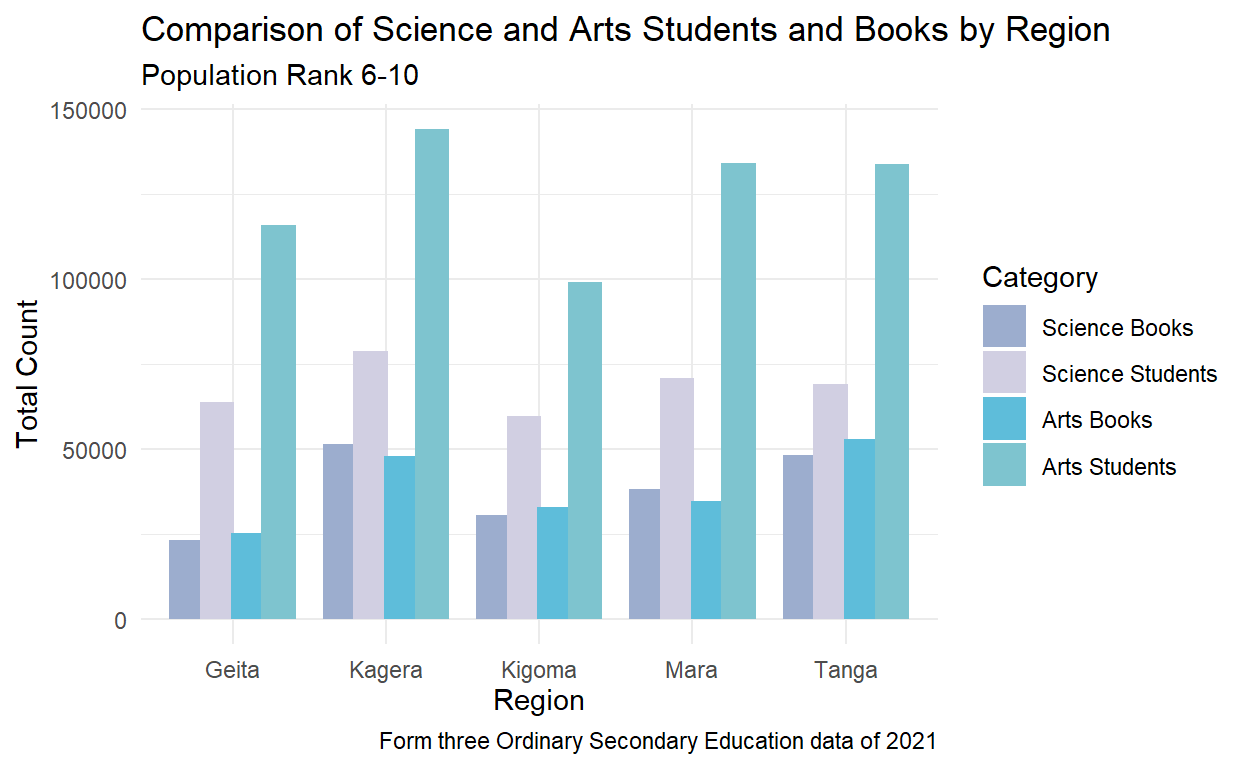 Comparison of Science and Arts Students and Books by Region
Population Rank 6-10
150000
100000
50000
0
Total Count
Geita
Kagera
Kigoma
Mara
Tanga
Region
Category
Science Books
Science Students
Arts Books
Arts Students
Form three Ordinary Secondary Education data of 2021